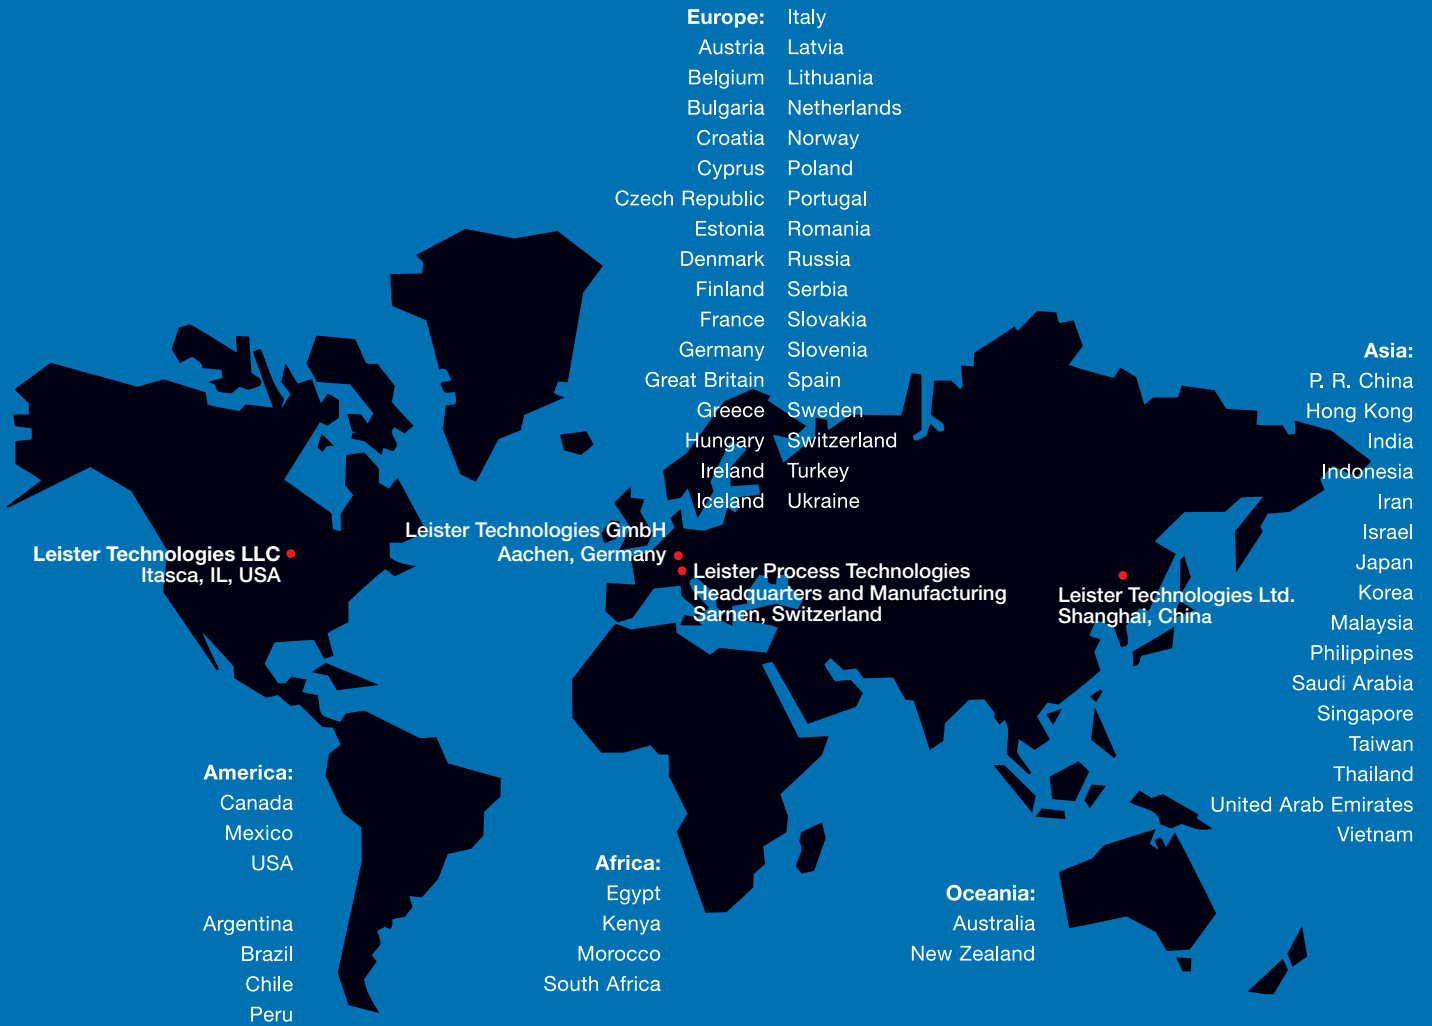 Europe:
Austria
Belgium
Bulgaria
Croatia
Cyprus
Czech Republic
Estonia
Denmark
Finland
France
Germany
Great Britain
Greece
Hungary
Ireland
Iceland
Italy
Latvia
Lithuania
Netherlands
Norway
Poland
Portugal
Romania
Russia
Serbia
Slovakia
Slovenia
Spain
Sweden
Switzerland
Turkey
Ukraine
Asia:
P. R. China
Hong Kong
India
Indonesia
Iran
Israel
Japan
Korea
Malaysia
Philippines
Saudi Arabia
Singapore
Taiwan
Thailand
United Arab Emirates
Vietnam
Leister Technologies LLC
Itasca, IL, USA
Leister Technologies GmbH
Aachen, Germany
Leister Process Technologies
Headquarters and Manufacturing
Sarnen, Switzerland
Leister Technologies Ltd.
Shanghai, China
America:
Canada
Mexico
USA
Argentina
Brazil
Chile
Peru
Africa:
Egypt
Kenya
Morocco
South Africa
Oceania:
Australia
New Zealand